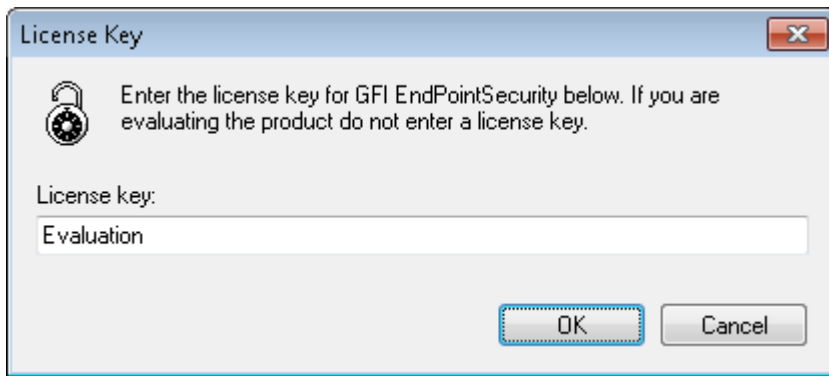 License Key
Enter the license key for GFI EndPointSecurity below. If you are
evaluating the product do not enter a license key.
License key:
Evaluation
OK
Cancel